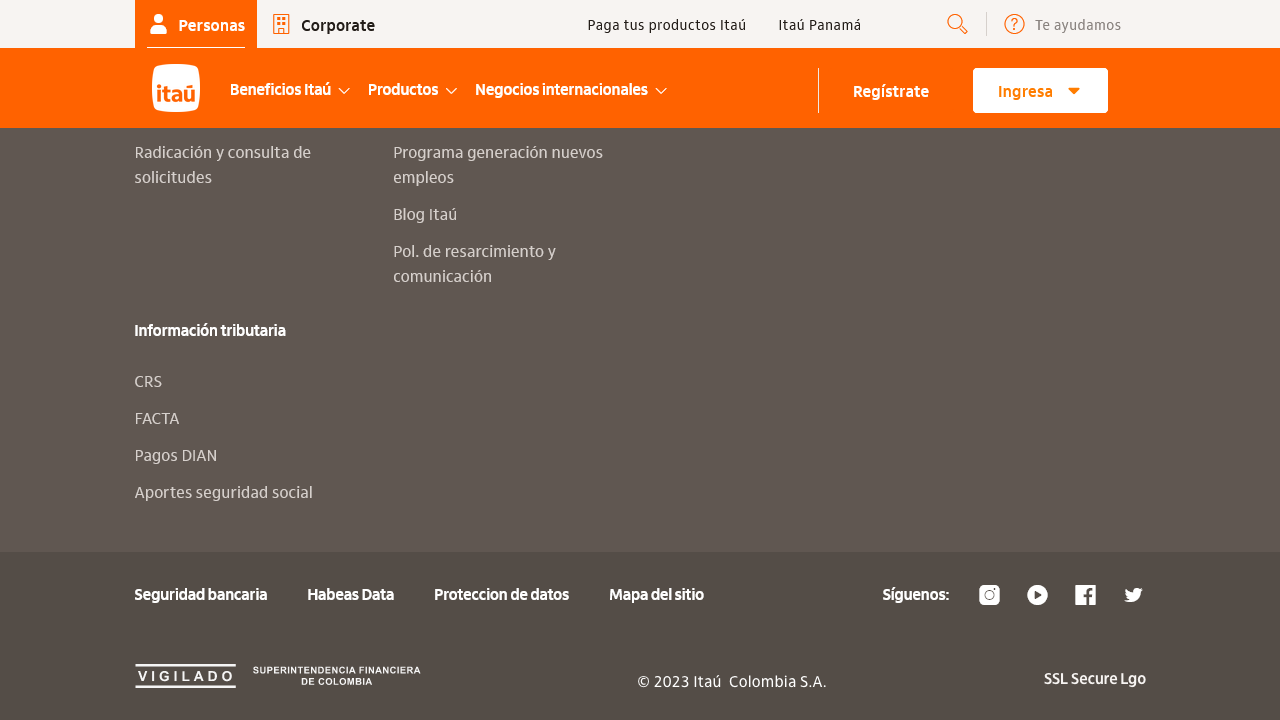 Personas
Corporate
Paga tus productos Itaú
Itaú Panamá
Te ayudamos
itaú
Beneficios Itaú
Productos
Negocios internacionales
Regístrate
Ingresa
Radicación y consulta de
solicitudes
Programa generación nuevos
empleos
Blog Itaú
Pol. de resarcimiento y
comunicación
Información tributaria
CRS
FACTA
Pagos DIAN
Aportes seguridad social
Seguridad bancaria
Habeas Data
Proteccion de datos
Mapa del sitio
Síguenos:
VIGILADO
SUPERINTENDENCIA FINANCIERA
DE COLOMBIA
© 2023 Itaú  Colombia S.A.
SSL Secure Lgo